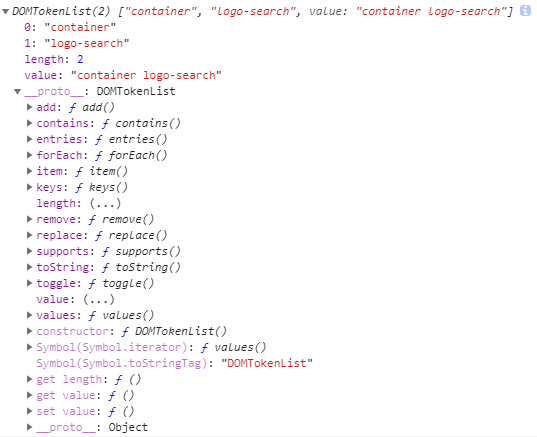 DOMTokenList(2) ["container", "logo-search", value: "container logo-search"] i
0: "container"
1: "logo-search"
length: 2
value: "container logo-search"
__proto__: DOMTokenList
add: ƒ add()
contains: ƒ contains()
entries: ƒ entries()
forEach: ƒ forEach()
item: ƒ item()
keys: ƒ keys()
length: (...)
remove: ƒ remove()
replace: ƒ replace()
supports: ƒ supports()
toString: ƒ toString()
toggle: ƒ toggle()
value: (...)
values: ƒ values()
constructor: ƒ DOMTokenList()
Symbol(Symbol.iterator): ƒ values()
Symbol(Symbol.toStringTag): "DOMTokenList"
get length: ƒ ()
get value: ƒ ()
set value: ƒ ()
__proto__: Object